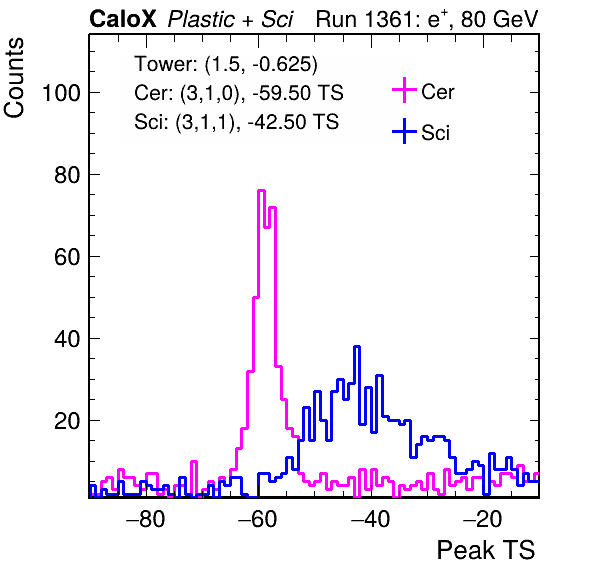 CaloX Plastic + Sci Run 1361: e+, 80 GeV
Tower: (1.5, -0.625)
Cer: (3,1,0), -59.50 TS
Sci: (3,1,1), -42.50 TS
Cer
Sci
Counts
100
80
60
40
20
−80 −60 −40 −20
Peak TS